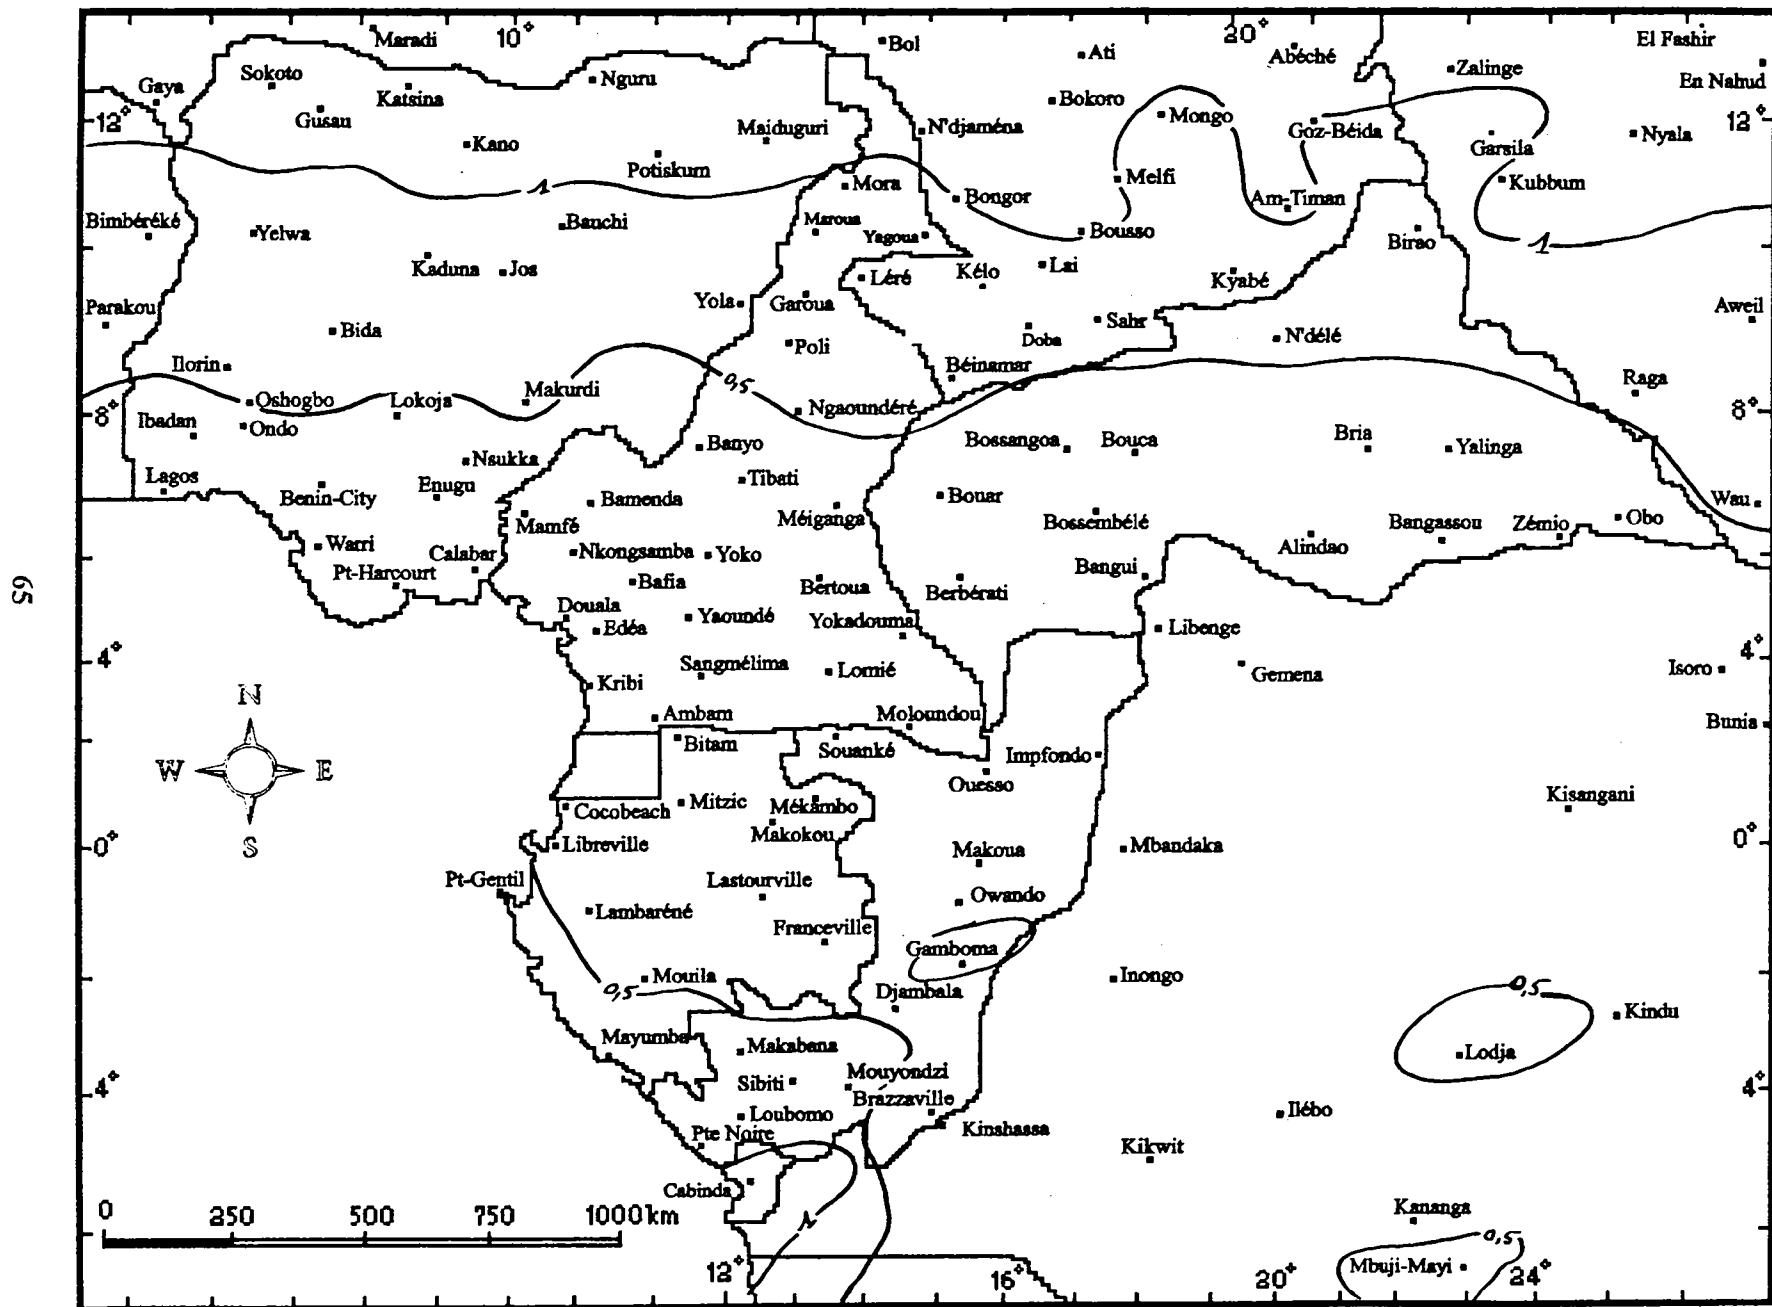 Maradi
10°
Bol
Ati
20°
Abéché
El Fashir
Sokoto
Nguru
Zalinge
Gaya
Katsina
En Nahud
12°
Gusau
Bokoro
Mongo
Goz-Béida
12°
Maiduguri
N'djaména
Nyala
Kano
Garsila
Potiskum
1
Mora
Bongor
Melfi
Kubbum
Am-Timan
Bimbéréké
Yelwa
Bauchi
Maroua
Yagoua
Bousso
Birao
1
Kaduna
Jos
Léré
Kélo
Lai
Kyabé
Parakou
Yola
Garoua
Aweil
Bida
Sahr
Doba
N'délé
Poli
Ilorin
Béinamar
0,5
Raga
Oshogbo
Lokoja
Makurdi
Ngaoundéré
8°
8°
Ibadan
Ondo
Banyo
Bossangoa
Bouca
Bria
Yalinga
Nsukka
Lagos
Tibati
Benin-City
Enugu
Bamenda
Bouar
Wau
Mamfé
Méiganga
Bossembélé
Bangassou
Zémio
Obo
Warri
Calabar
Nkongsamba
Yoko
Alindao
Pt-Harcourt
Bafia
Bertoua
Berbérati
Bangui
65
Douala
Edéa
Yaoundé
Yokadouma
Libenge
4°
4°
Sangmélima
Lomié
Gemena
Isoro
Kribi
N
Ambam
Moloundou
Bunia
Bitam
Souanké
Impfondo
W
E
Ouesso
Kisangani
Cocobeach
Mitzic
Mékambo
Makokou
S
0°
Libreville
Makoua
Mbandaka
0°
Pt-Gentil
Lastourville
Owando
Lambaréné
Franceville
Gamboma
Mouila
Inongo
0,5
Djambala
0,5
Kindu
Mayumba
Makabana
Lodja
Sibiti
Mouyondzi
4°
4°
Brazzaville
Loubomo
Ilébo
Pte Noire
Kinshassa
Kikwit
Cabinda
0
250
500
750
1000 km
1
Kananga
0,5
12°
16°
20°
Mbuji-Mayi
24°